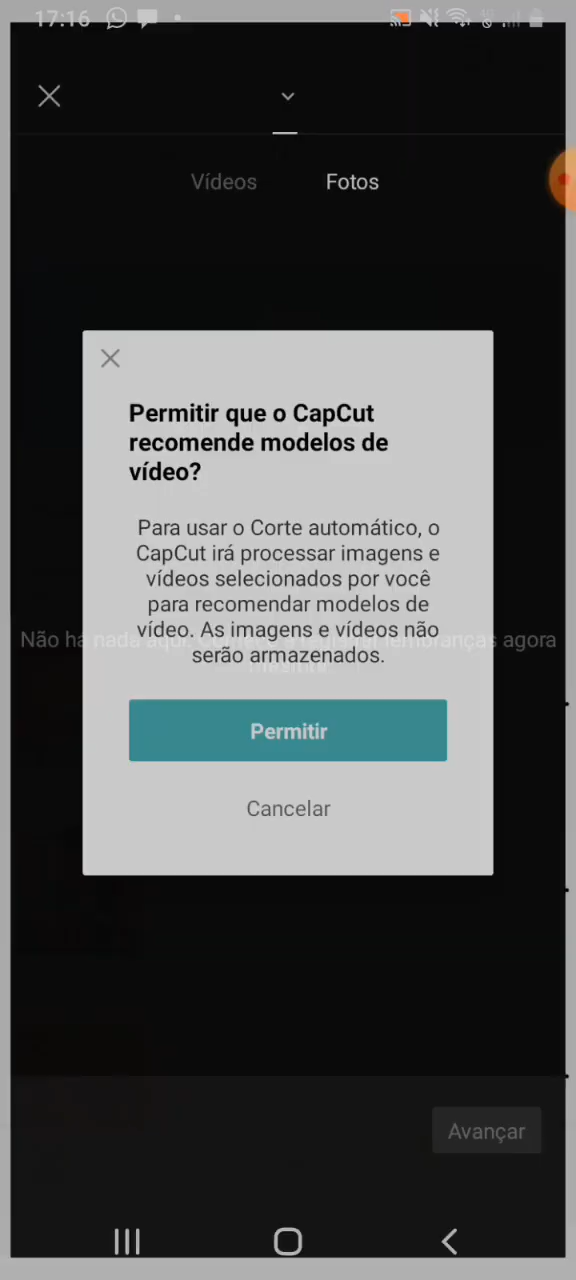 17:16
Vídeos Fotos
Permitir que o CapCut
recomende modelos de
vídeo?
Para usar o Corte automático, o
CapCut irá processar imagens e
vídeos selecionados por você
para recomendar modelos de
vídeo. As imagens e vídeos não
serão armazenados.
Não há nada aqui. lembranças agora
Permitir
Cancelar
Avançar